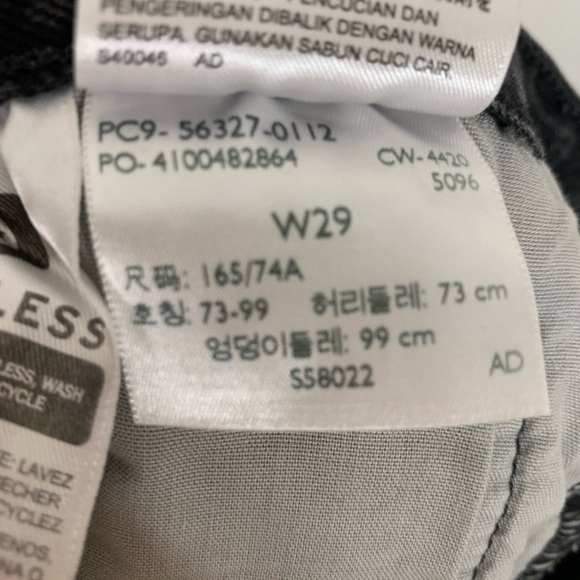 PENCUCIAN DAN
PENGERINGAN DIBALIK DENGAN WARNA
SERUPA. GUNAKAN SABUN CUCI CAIR
S40045 AD
PC9- 56327-0112
PO- 4100482864
CW- 4420
5096
W29
尺码: 165/74A
호칭: 73-99 허리둘레: 73 cm
엉덩이둘레: 99 cm
S58022
AD
LESS
LESS, WASH
CYCLE
E: LAVEZ
ECHER
CYCLEZ
ENOS.